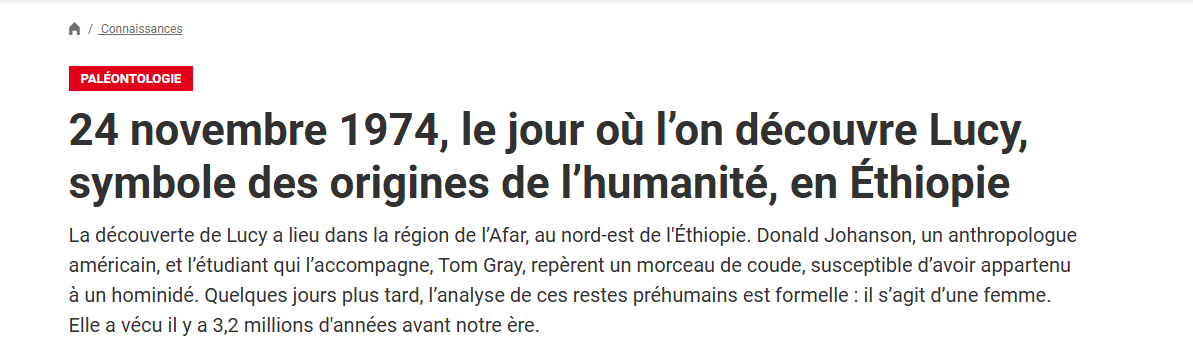 / Connaissances
PALÉONTOLOGIE
24 novembre 1974, le jour où l’on découvre Lucy,
symbole des origines de l’humanité, en Éthiopie
La découverte de Lucy a lieu dans la région de l’Afar, au nord-est de l'Éthiopie. Donald Johanson, un anthropologue
américain, et l’étudiant qui l’accompagne, Tom Gray, repèrent un morceau de coude, susceptible d’avoir appartenu
à un hominidé. Quelques jours plus tard, l’analyse de ces restes préhumains est formelle : il s’agit d’une femme.
Elle a vécu il y a 3,2 millions d'années avant notre ère.